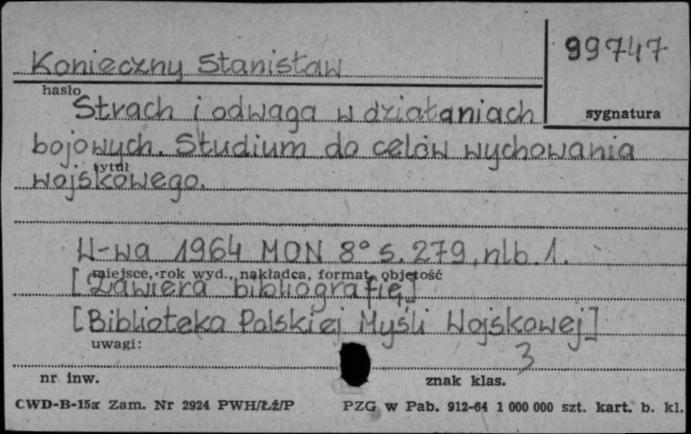 99747
Konieczny Stanisław
hasło
Strach i odwaga w działaniach
sygnatura
bojowych. Studium do celów wychowania
tytuł
wojskowego.
W-wa 1964 MON 8° s. 279, nlb. 1.
miejsce, rok wyd., nakładca, format, objętość
[Zawiera bibliografię]
[Biblioteka Polskiej Myśli Wojskowej]
uwagi:
3
nr inw. znak klas.
CWD-B-15a Zam. Nr 2924 PWH/ŁŻ/P PZG w Pab. 912-64 1 000 000 szt. kart. b. kl.